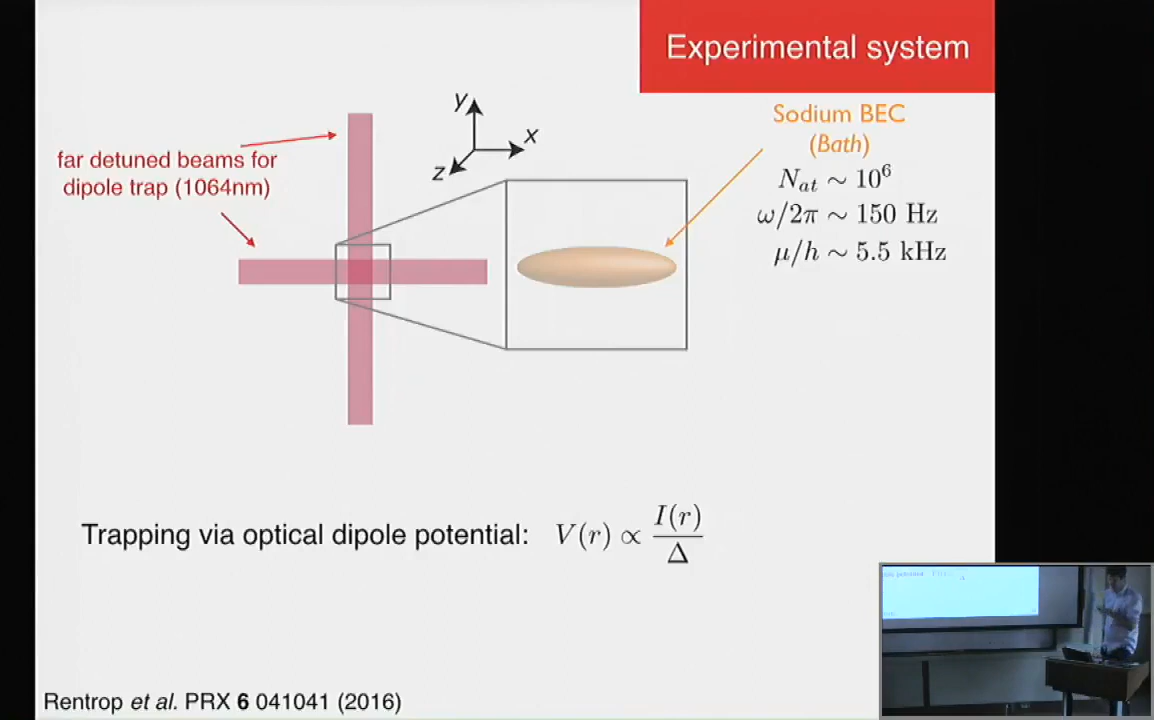 Experimental system
far detuned beams for
dipole trap (1064nm)
y
x
z
Sodium BEC
(Bath)
N_at ∼ 10^6
ω/2π ∼ 150 Hz
μ/h ∼ 5.5 kHz
Trapping via optical dipole potential: V(r) ∝ I(r)/Δ
Rentrop et al. PRX 6 041041 (2016)